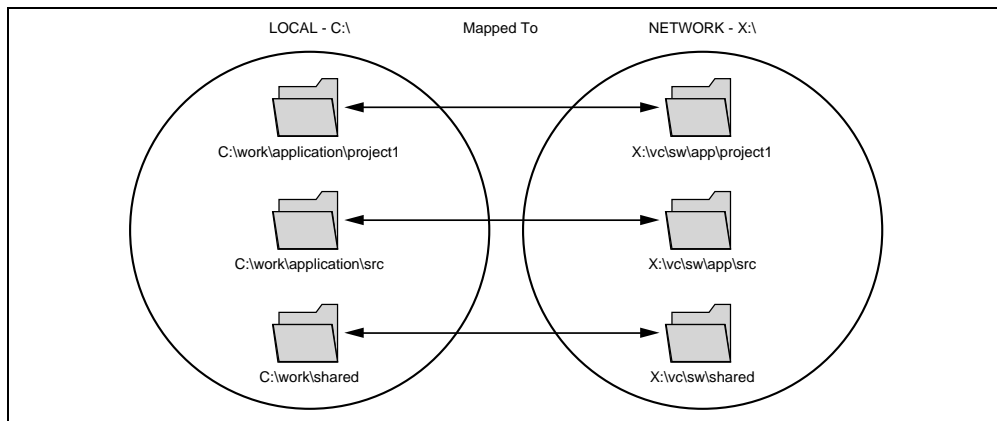 LOCAL - C:\ Mapped To NETWORK - X:\
C:\work\application\project1 X:\vc\sw\app\project1
C:\work\application\src X:\vc\sw\app\src
C:\work\shared X:\vc\sw\shared